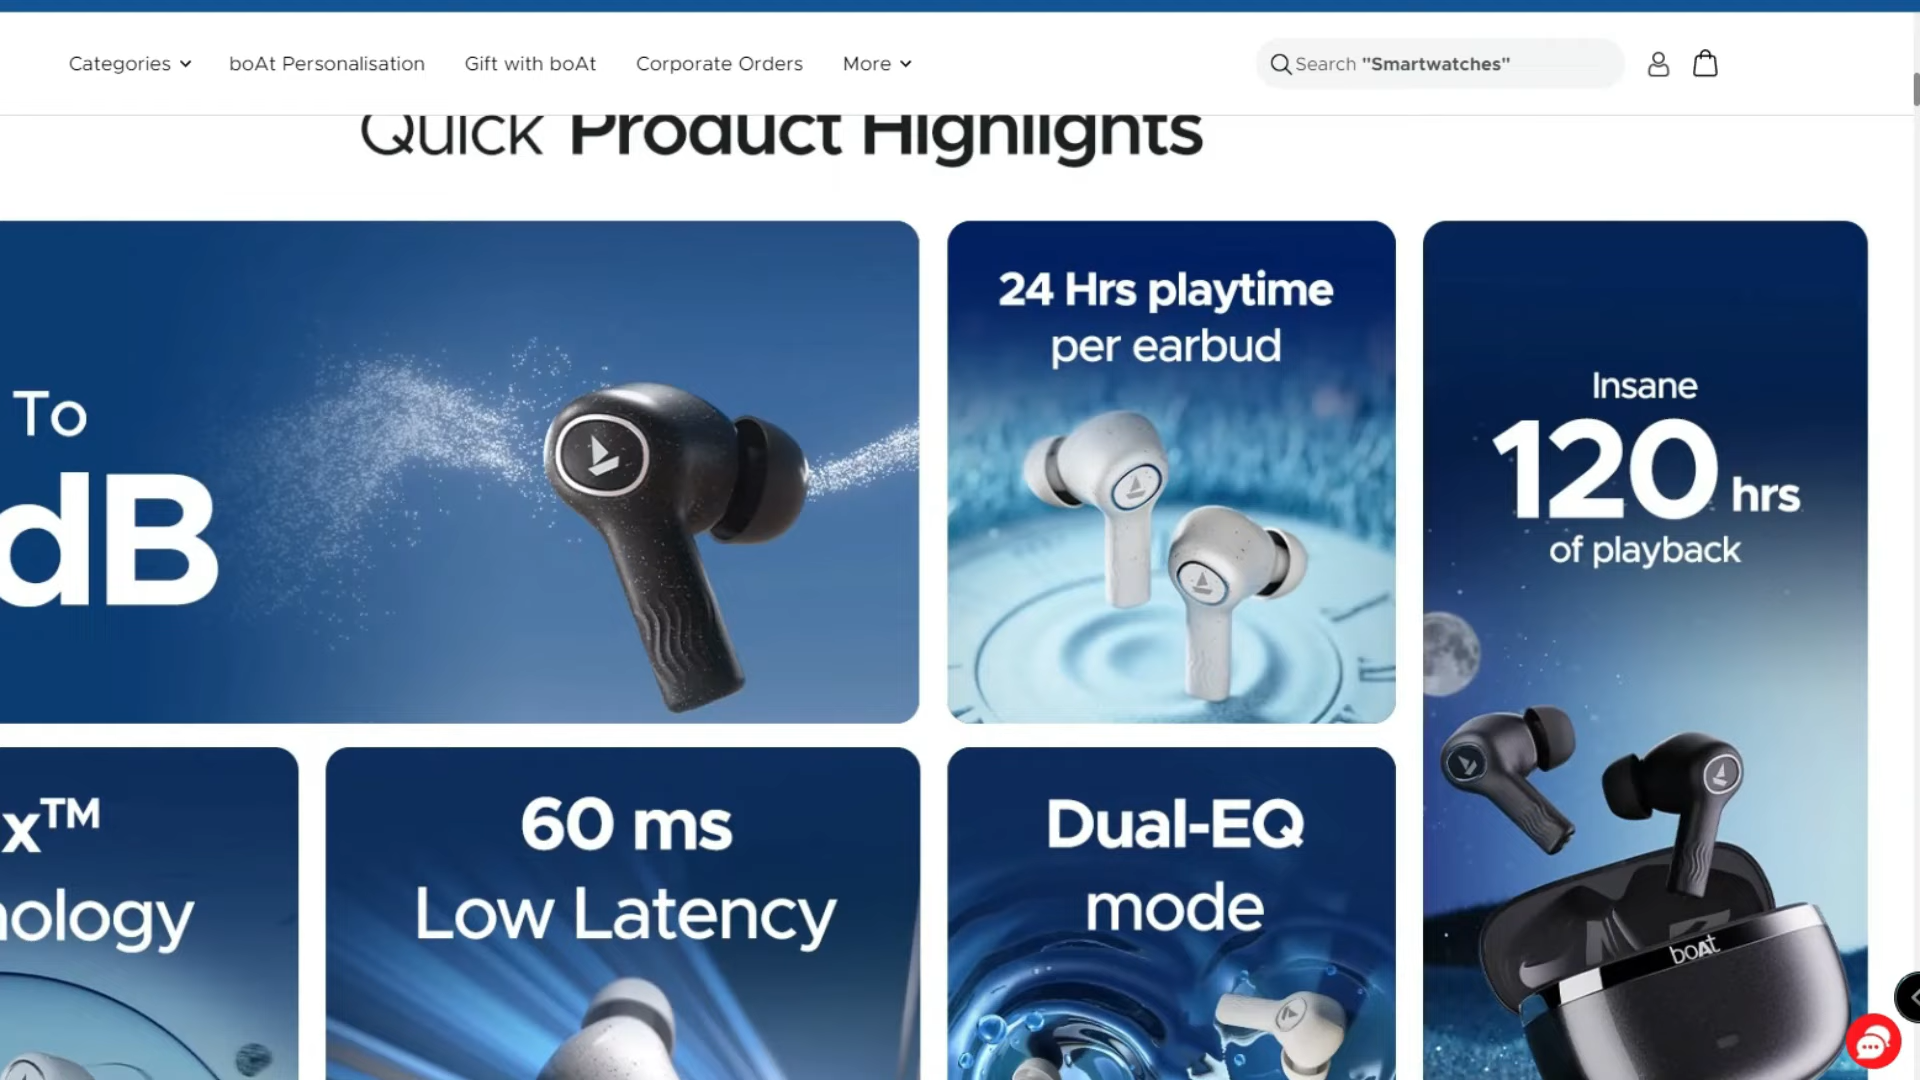 Categories
boAt Personalisation
Gift with boAt
Corporate Orders
More
Search "Smartwatches"
Quick Product Highlights
To
dB
24 Hrs playtime
per earbud
Insane
120 hrs
of playback
x™
nology
60 ms
Low Latency
Dual-EQ
mode
boAt